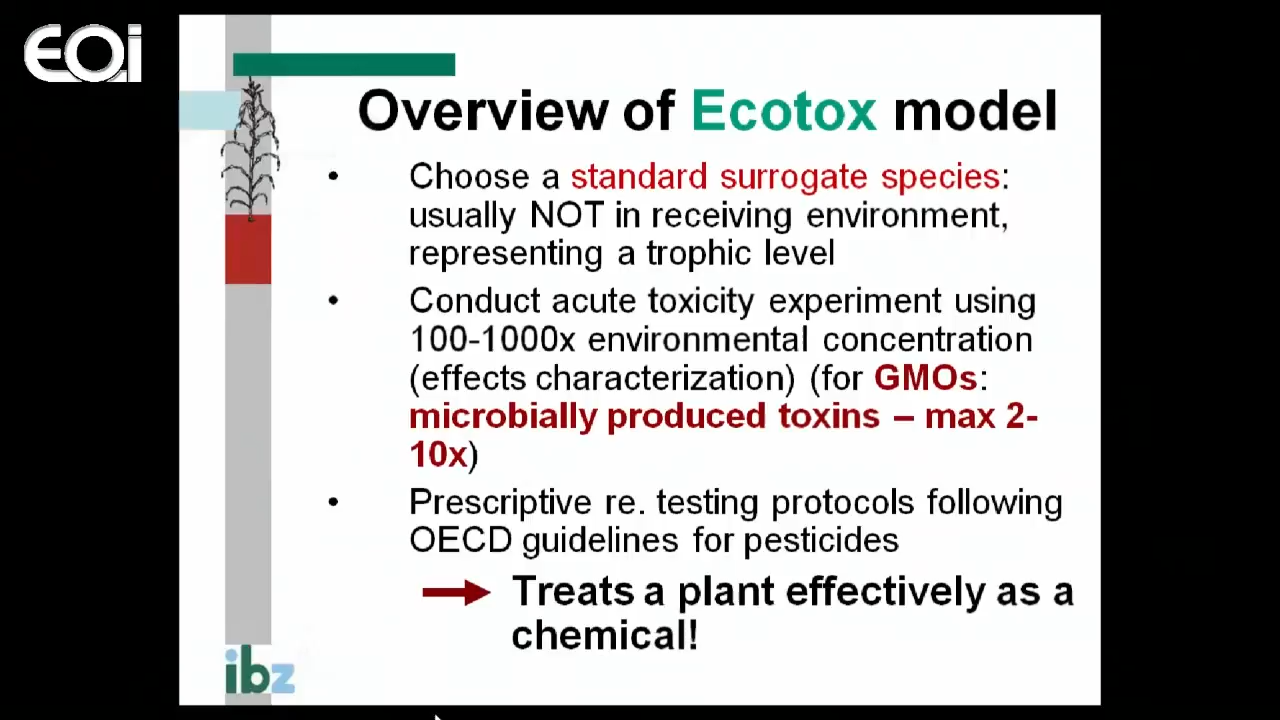 EOi
Overview of Ecotox model
• Choose a standard surrogate species:
usually NOT in receiving environment,
representing a trophic level
• Conduct acute toxicity experiment using
100-1000x environmental concentration
(effects characterization) (for GMOs:
microbially produced toxins – max 2-
10x)
• Prescriptive re. testing protocols following
OECD guidelines for pesticides
Treats a plant effectively as a
chemical!
ibz